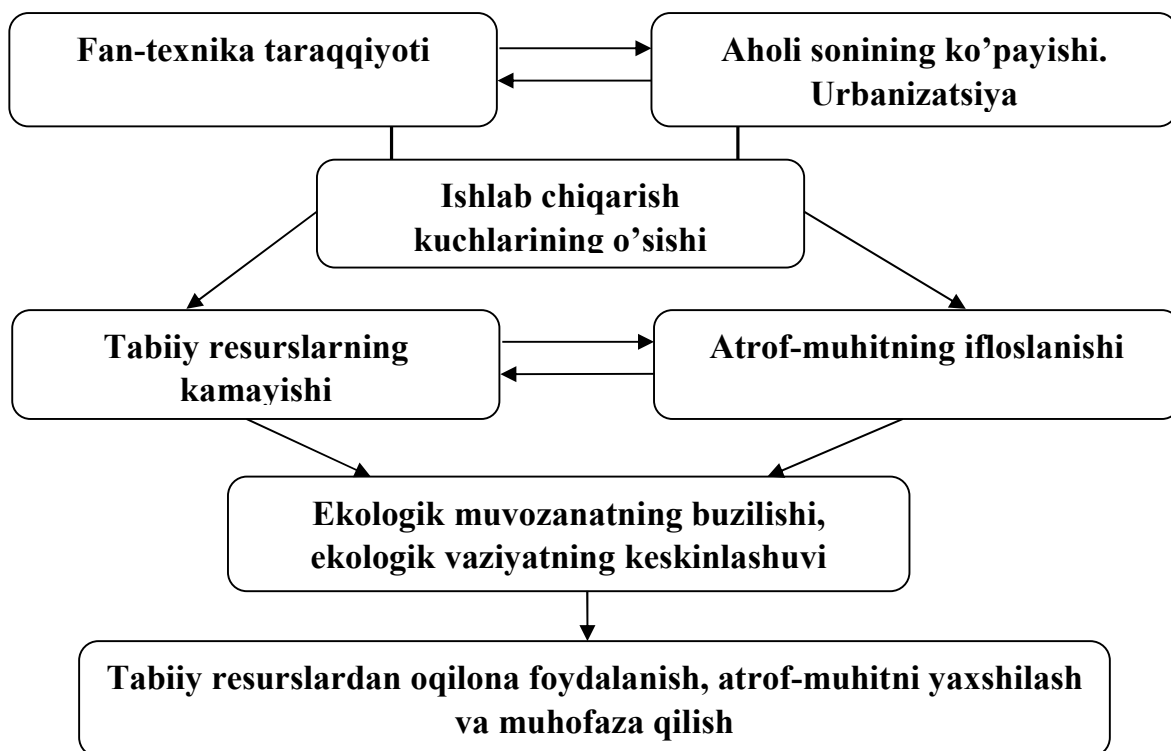 Fan-texnika taraqqiyoti
Aholi sonining ko’payishi.
Urbanizatsiya
Ishlab chiqarish
kuchlarining o’sishi
Tabiiy resurslarning
kamayishi
Atrof-muhitning ifloslanishi
Ekologik muvozanatning buzilishi,
ekologik vaziyatning keskinlashuvi
Tabiiy resurslardan oqilona foydalanish, atrof-muhitni yaxshilash
va muhofaza qilish